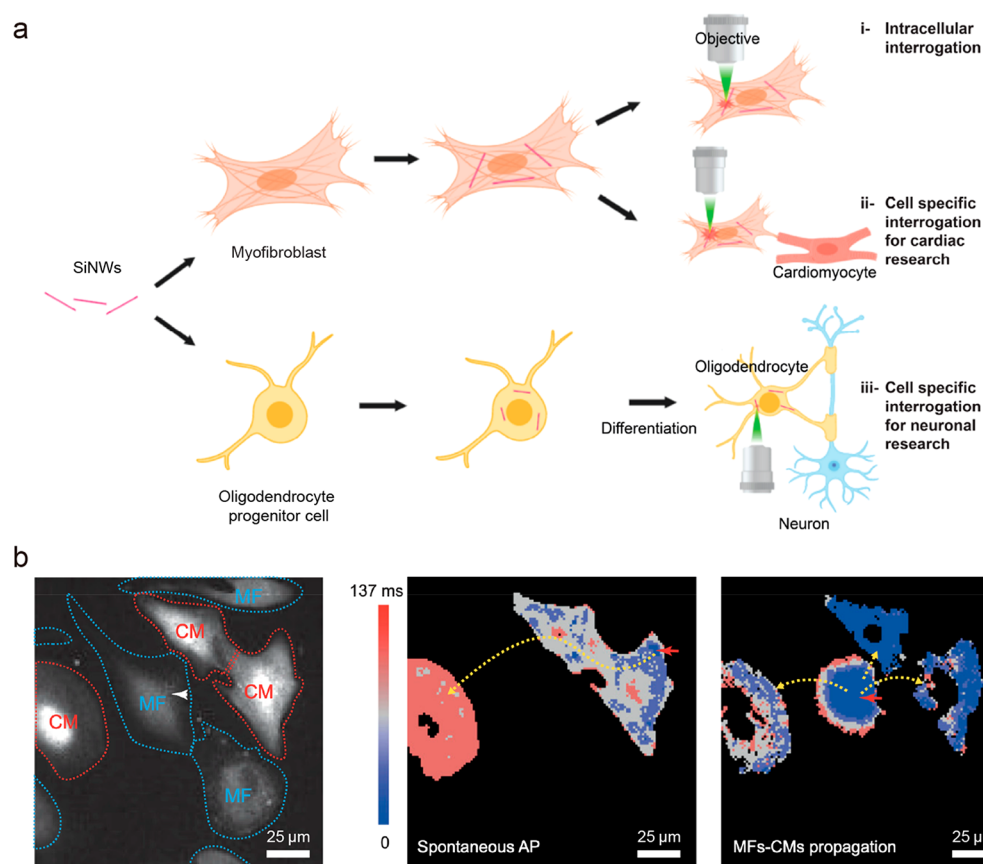 a
Objective
i- Intracellular
interrogation
Myofibroblast
SiNWs
ii- Cell specific
interrogation
for cardiac
research
Cardiomyocyte
Oligodendrocyte
iii- Cell specific
interrogation
for neuronal
research
Differentiation
Oligodendrocyte
progenitor cell
Neuron
b
MF
CM
MF
CM
CM
MF
25 µm
137 ms
0
Spontaneous AP
25 µm
MFs-CMs propagation
25 µm